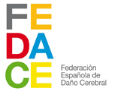 FE
DA
CE
Federación
Española de
Daño Cerebral